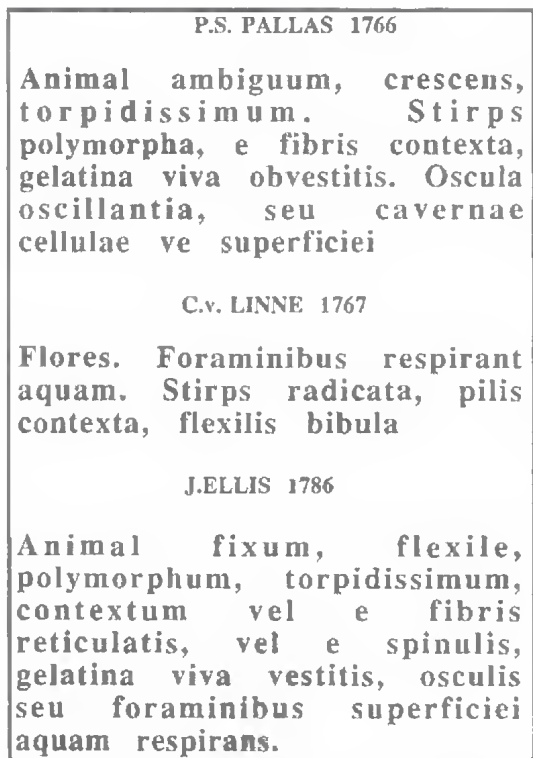 P.S. PALLAS 1766
Animal ambiguum, crescens,
torpidissimum. Stirps
polymorpha, e fibris contexta,
gelatina viva obvestitis. Oscula
oscillantia, seu cavernae
cellulae ve superficiei
C.v. LINNE 1767
Flores. Foraminibus respirant
aquam. Stirps radicata, pilis
contexta, flexilis bibula
J.ELLIS 1786
Animal fixum, flexile,
polymorphum, torpidissimum,
contextum vel e fibris
reticulatis, vel e spinulis,
gelatina viva vestitis, osculis
seu foraminibus superficiei
aquam respirans.